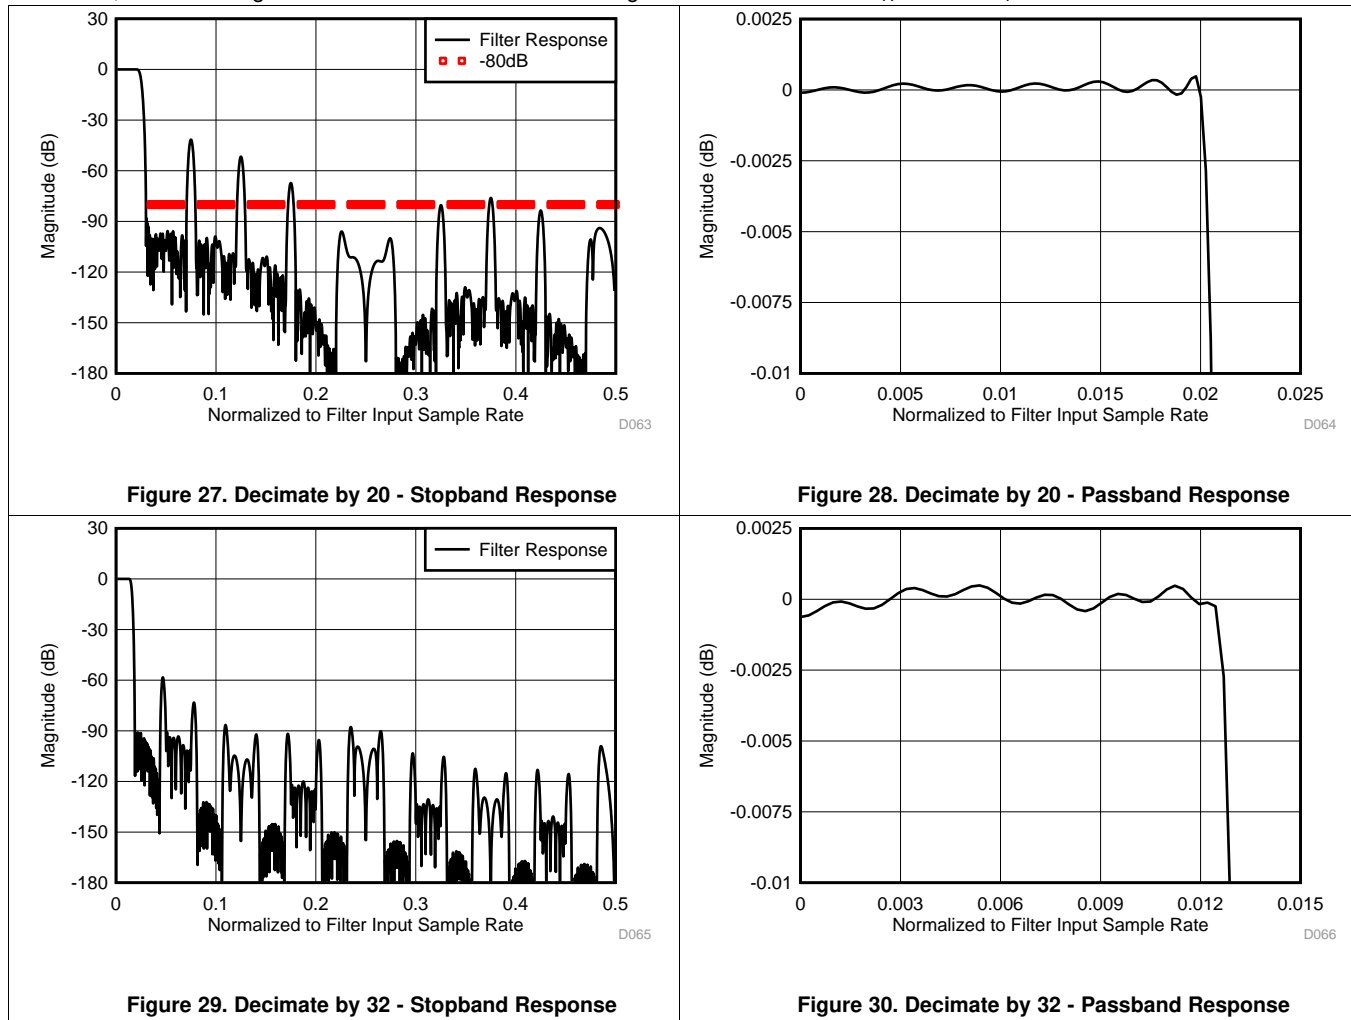 30
0
-30
-60
-90
-120
-150
-180
Magnitude (dB)
Filter Response
-80dB
0 0.1 0.2 0.3 0.4 0.5
Normalized to Filter Input Sample Rate
D063
Figure 27. Decimate by 20 - Stopband Response
0.0025
0
-0.0025
-0.005
-0.0075
-0.01
Magnitude (dB)
0 0.005 0.01 0.015 0.02 0.025
Normalized to Filter Input Sample Rate
D064
Figure 28. Decimate by 20 - Passband Response
30
0
-30
-60
-90
-120
-150
-180
Magnitude (dB)
Filter Response
0 0.1 0.2 0.3 0.4 0.5
Normalized to Filter Input Sample Rate
D065
Figure 29. Decimate by 32 - Stopband Response
0.0025
0
-0.0025
-0.005
-0.0075
-0.01
Magnitude (dB)
0 0.003 0.006 0.009 0.012 0.015
Normalized to Filter Input Sample Rate
D066
Figure 30. Decimate by 32 - Passband Response